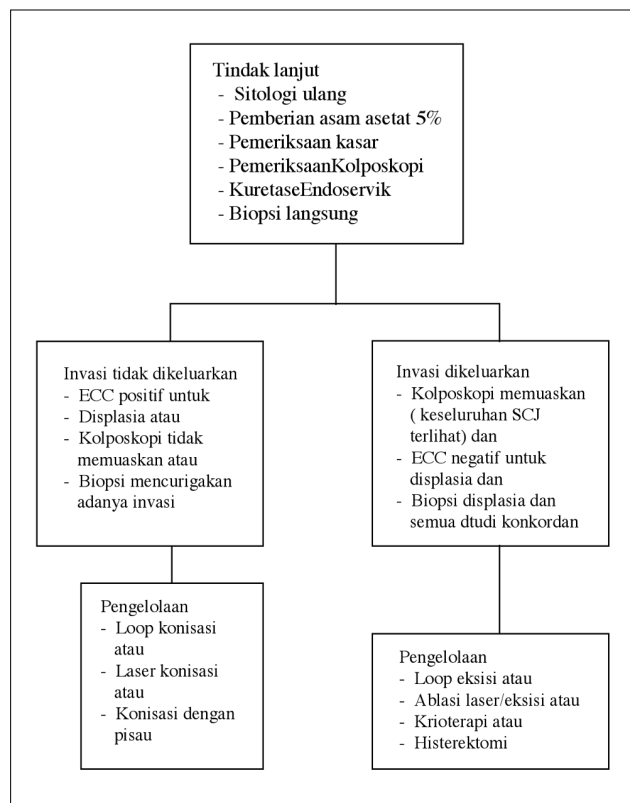 Tindak lanjut
- Sitologi ulang
- Pemberian asam asetat 5%
- Pemeriksaan kasar
- PemeriksaanKolposkopi
- KuretaseEndoservik
- Biopsi langsung
Invasi tidak dikeluarkan
- ECC positif untuk
- Displasia atau
- Kolposkopi tidak
memuaskan atau
- Biopsi mencurigakan
adanya invasi
Invasi dikeluarkan
- Kolposkopi memuaskan
( keseluruhan SCJ
terlihat) dan
- ECC negatif untuk
displasia dan
- Biopsi displasia dan
semua dtudi konkordan
Pengelolaan
- Loop konisasi
atau
- Laser konisasi
atau
- Konisasi dengan
pisau
Pengelolaan
- Loop eksisi atau
- Ablasi laser/eksisi atau
- Krioterapi atau
- Histerektomi